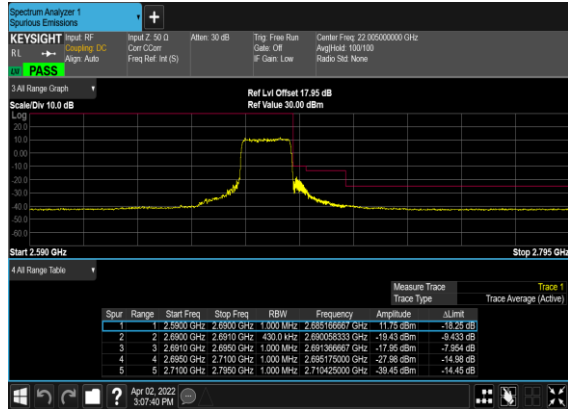 Spectrum Analyzer 1
Spurious Emissions
+
KEYSIGHT Input: RF Input Z: 50 Ω Atten: 30 dB Trig: Free Run Center Freq: 22.005000000 GHz
RL Coupling: DC Corr CCorr Gate: Off Avg|Hold: 100/100
Align: Auto Freq Ref: Int (S) IF Gain: Low Radio Std: None
PASS
3 All Range Graph Ref Lvl Offset 17.95 dB
Scale/Div 10.0 dB Ref Value 30.00 dBm
Log
20.0
10.0
0.00
-10.0
-20.0
-30.0
-40.0
-50.0
-60.0
Start 2.590 GHz Stop 2.795 GHz
4 All Range Table
Measure Trace Trace 1
Trace Type Trace Average (Active)
Spur Range Start Freq Stop Freq RBW Frequency Amplitude ΔLimit
1 1 2.5900 GHz 2.6900 GHz 1.000 MHz 2.685166667 GHz 11.75 dBm -18.25 dB
2 2 2.6900 GHz 2.6910 GHz 430.0 kHz 2.690058333 GHz -19.43 dBm -9.433 dB
3 3 2.6910 GHz 2.6950 GHz 1.000 MHz 2.691366667 GHz -17.95 dBm -7.954 dB
4 4 2.6950 GHz 2.7100 GHz 1.000 MHz 2.695175000 GHz -27.98 dBm -14.98 dB
5 5 2.7100 GHz 2.7950 GHz 1.000 MHz 2.710425000 GHz -39.45 dBm -14.45 dB
? Apr 02, 2022
3:07:40 PM